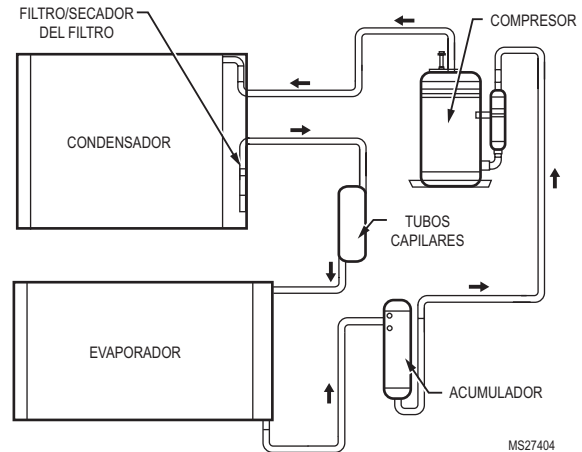 FILTRO/SECADOR
DEL FILTRO
COMPRESOR
CONDENSADOR
TUBOS
CAPILARES
EVAPORADOR
ACUMULADOR
MS27404